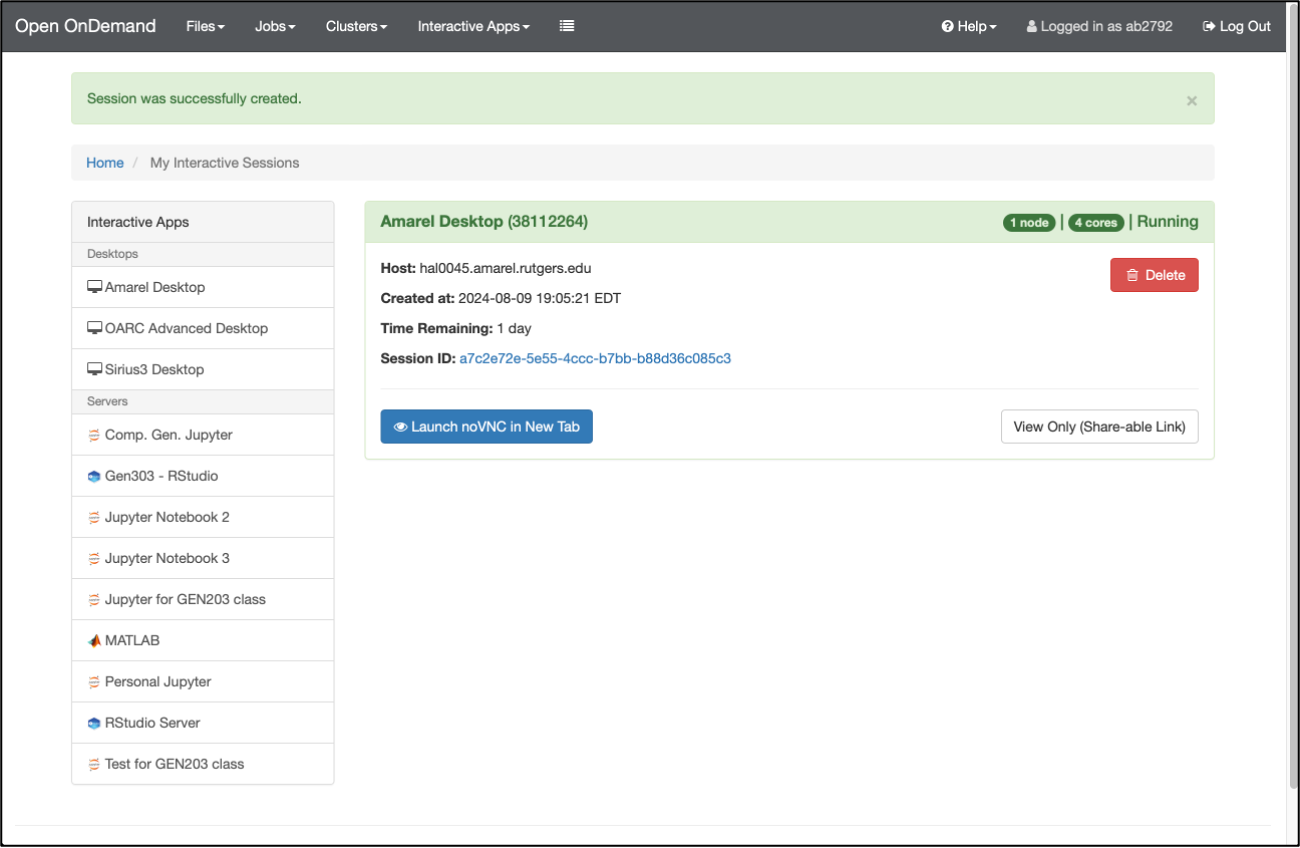 Open OnDemand Files Jobs Clusters Interactive Apps Help Logged in as ab2792 Log Out
Session was successfully created. ×
Home / My Interactive Sessions
Interactive Apps
Desktops
Amarel Desktop
OARC Advanced Desktop
Sirius3 Desktop
Servers
Comp. Gen. Jupyter
Gen303 - RStudio
Jupyter Notebook 2
Jupyter Notebook 3
Jupyter for GEN203 class
MATLAB
Personal Jupyter
RStudio Server
Test for GEN203 class
Amarel Desktop (38112264) 1 node | 4 cores | Running
Host: hal0045.amarel.rutgers.edu
Delete
Created at: 2024-08-09 19:05:21 EDT
Time Remaining: 1 day
Session ID: a7c2e72e-5e55-4ccc-b7bb-b88d36c085c3
Launch noVNC in New Tab View Only (Share-able Link)